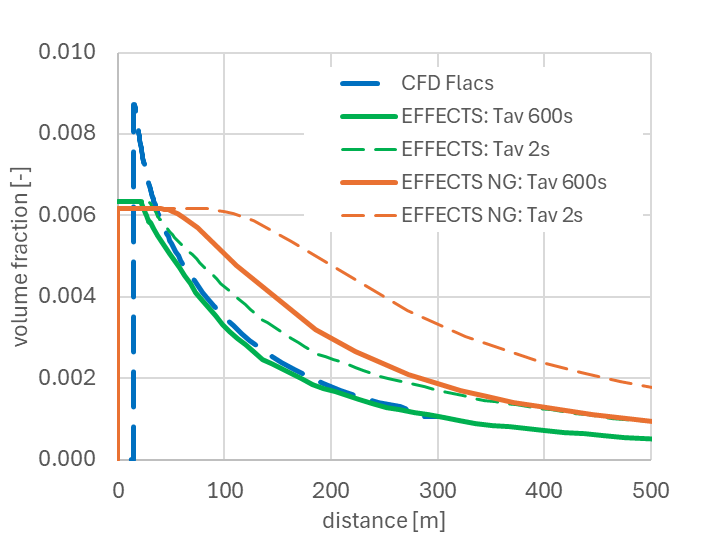 0.010
0.008
0.006
0.004
0.002
0.000
volume fraction [-]
CFD Flacs
EFFECTS: Tav 600s
EFFECTS: Tav 2s
EFFECTS NG: Tav 600s
EFFECTS NG: Tav 2s
0 100 200 300 400 500
distance [m]